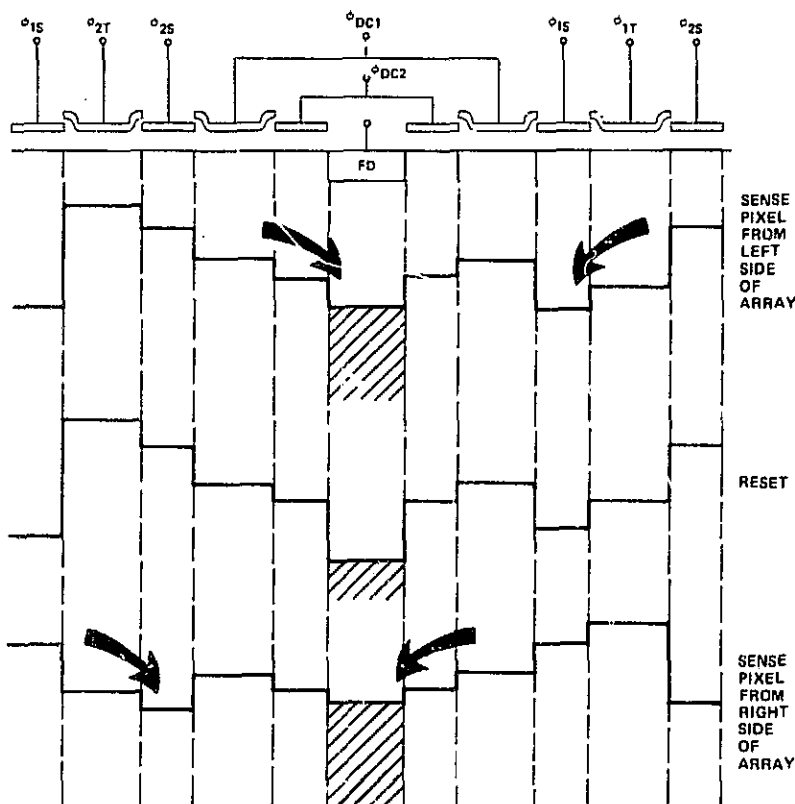 ϕ1S
ϕ2T
ϕ2S
ϕDC1
ϕDC2
ϕIS
ϕ1T
ϕ2S
FD
SENSE
PIXEL
FROM
LEFT
SIDE
OF
ARRAY
RESET
SENSE
PIXEL
FROM
RIGHT
SIDE
OF
ARRAY